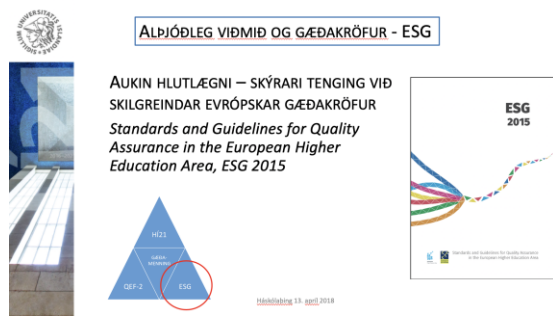 ALÞJÓÐLEG VIÐMIÐ OG GÆÐAKRÖFUR - ESG
AUKIN HLUTLÆGNI – SKÝRARI TENGING VIÐ
SKILGREINDAR EVRÓPSKAR GÆÐAKRÖFUR
Standards and Guidelines for Quality
Assurance in the European Higher
Education Area, ESG 2015
ESG
2015
HÍ21
GÆÐA-
MENNING
QEF-2
ESG
Standards and Guidelines for Quality Assurance
in the European Higher Education Area
Háskólaþing 13. apríl 2018